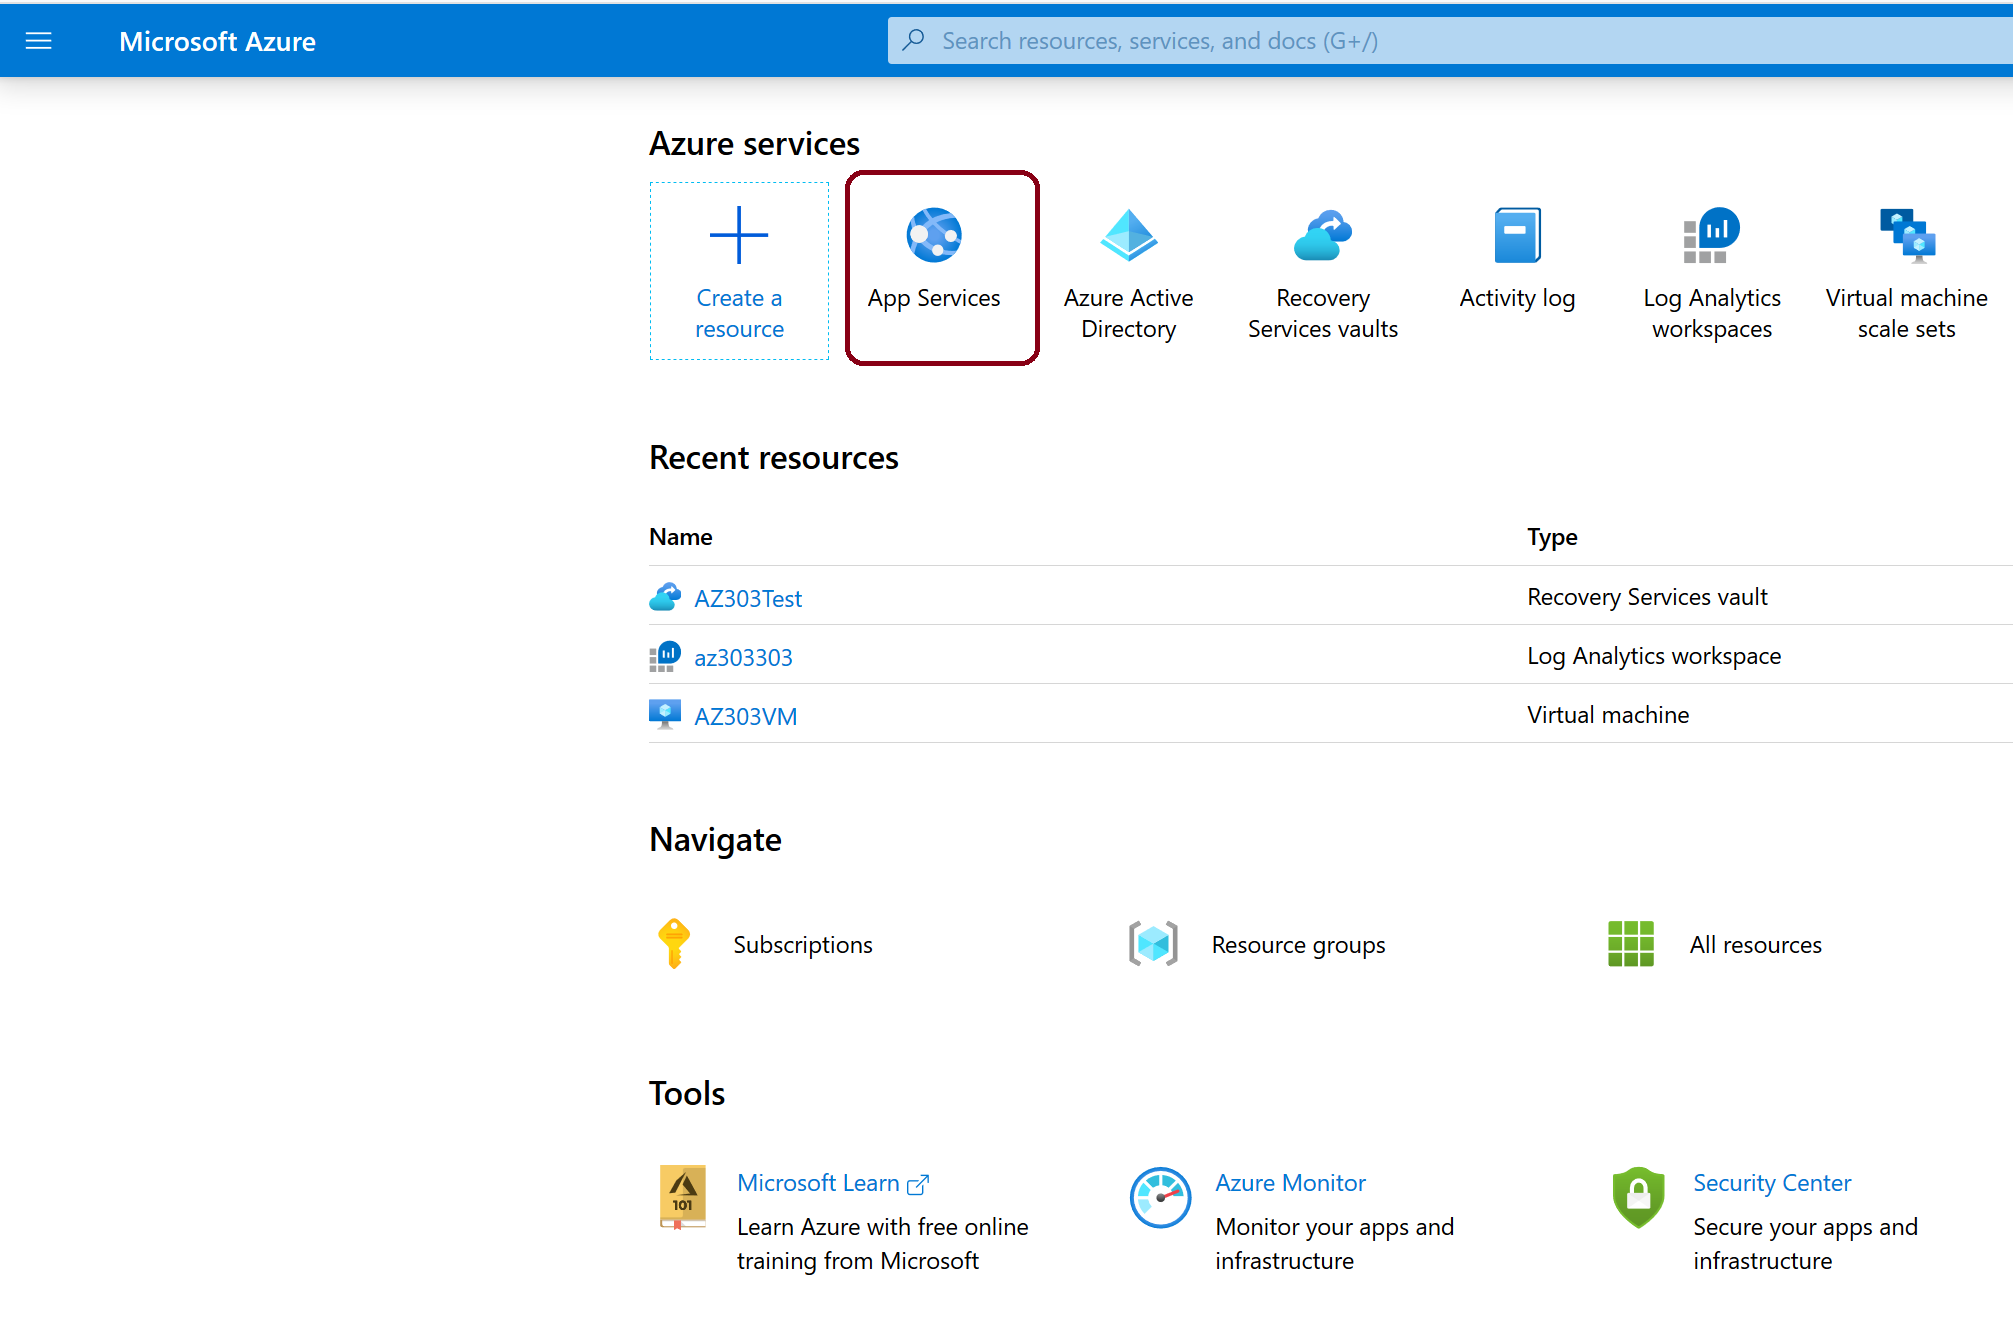 Microsoft Azure
Search resources, services, and docs (G+/)
Azure services
Create a
resource
App Services
Azure Active
Directory
Recovery
Services vaults
Activity log
Log Analytics
workspaces
Virtual machine
scale sets
Recent resources
Name Type
AZ303Test Recovery Services vault
az303303 Log Analytics workspace
AZ303VM Virtual machine
Navigate
Subscriptions
Resource groups
All resources
Tools
101
Microsoft Learn
Learn Azure with free online
training from Microsoft
Azure Monitor
Monitor your apps and
infrastructure
Security Center
Secure your apps and
infrastructure